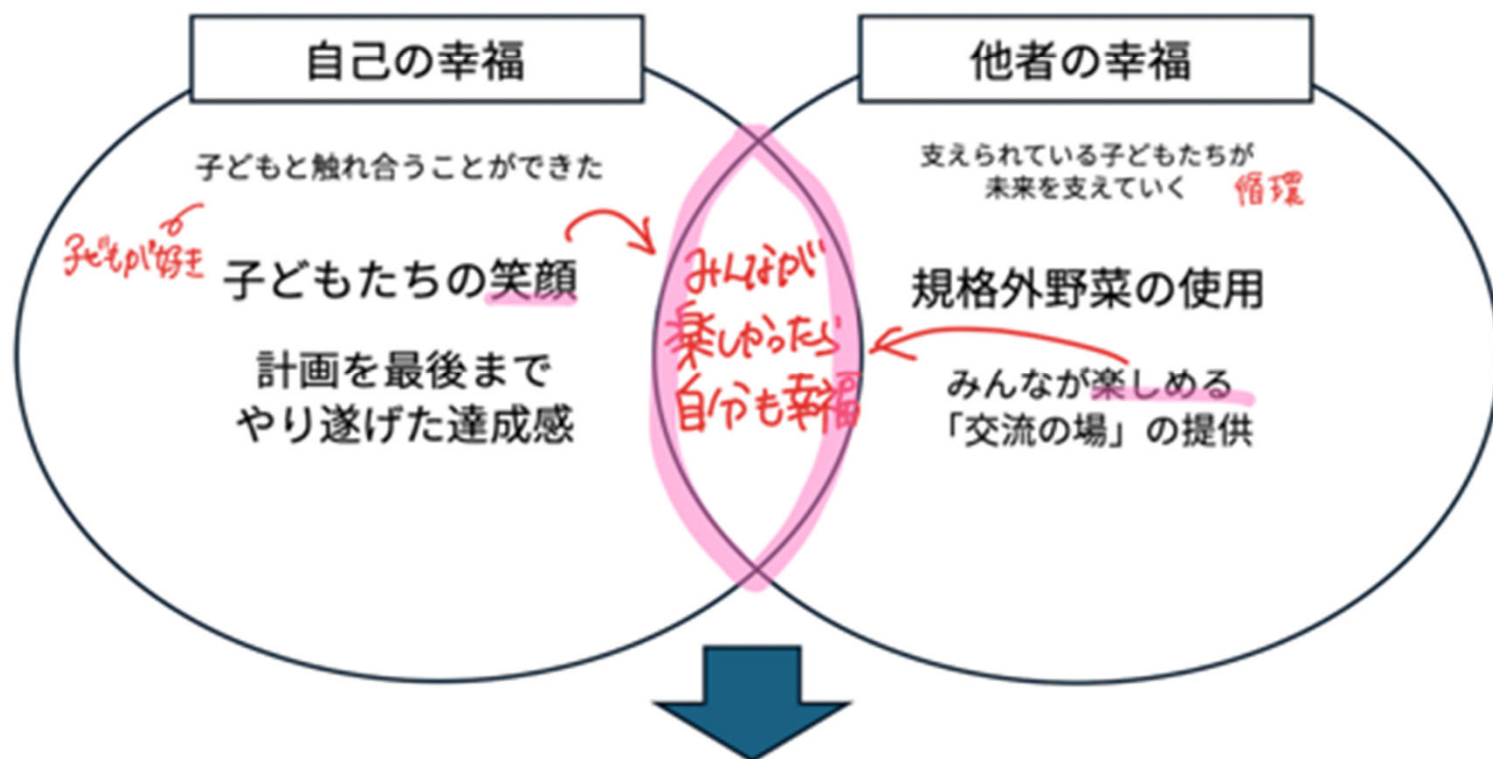 自己の幸福
子どもと触れ合うことができた
子どもが好き
子どもたちの笑顔
計画を最後まで
やり遂げた達成感
みんなが
楽しかったら
自分も幸福
他者の幸福
支えられている子どもたちが
未来を支えていく
循環
規格外野菜の使用
みんなが楽しめる
「交流の場」の提供